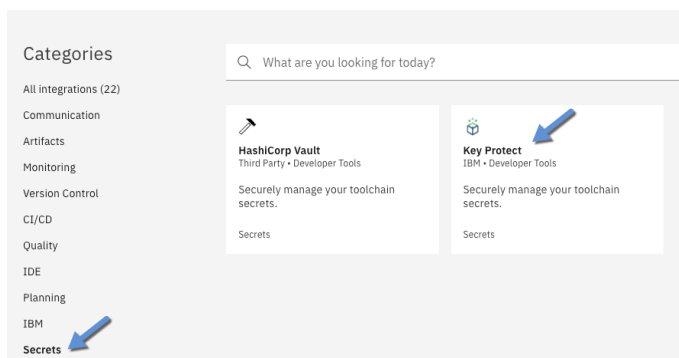 Categories
What are you looking for today?
All integrations (22)
Communication
Artifacts
Monitoring
Version Control
CI/CD
Quality
IDE
Planning
IBM
Secrets
HashiCorp Vault
Third Party • Developer Tools
Securely manage your toolchain
secrets.
Secrets
Key Protect
IBM • Developer Tools
Securely manage your toolchain
secrets.
Secrets